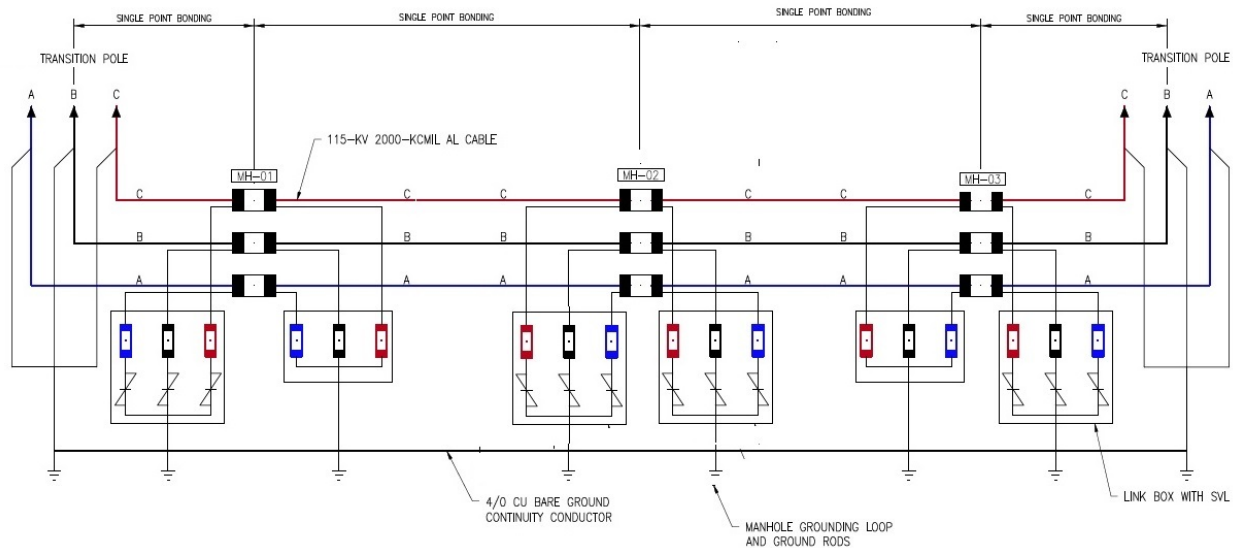 SINGLE POINT BONDING
SINGLE POINT BONDING
SINGLE POINT BONDING
SINGLE POINT BONDING
TRANSITION POLE
TRANSITION POLE
A B C
C B A
115-KV 2000-KCMIL AL CABLE
MH-01
MH-02
MH-03
C C C C C C
B B B B B B
A A A A A A
4/0 CU BARE GROUND
CONTINUITY CONDUCTOR
MANHOLE GROUNDING LOOP
AND GROUND RODS
LINK BOX WITH SVL